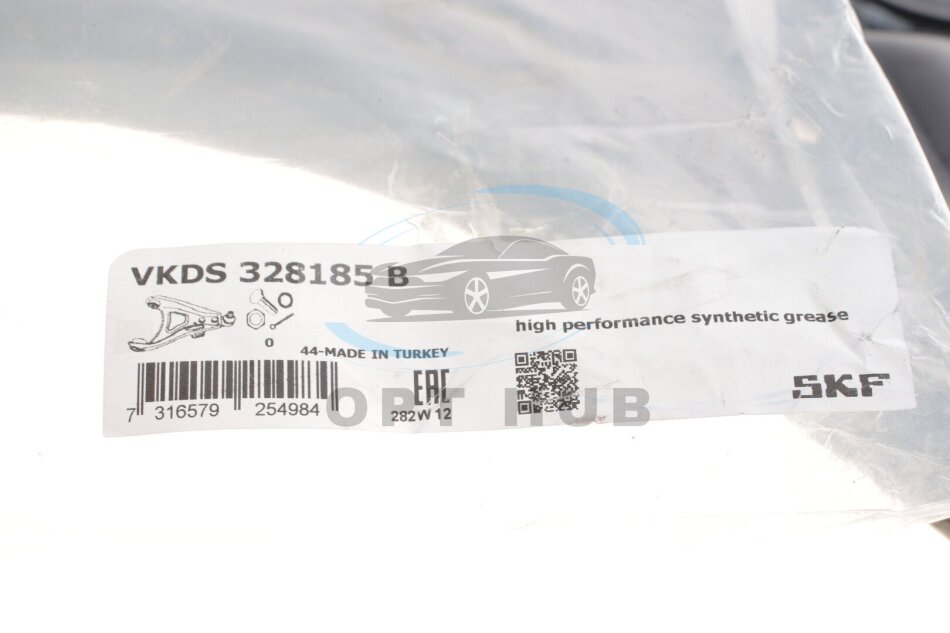 VKDS 328185 B
high performance synthetic grease
0
44-MADE IN TURKEY
7 316579 254984
EAC
282W 12
SKF
OPT HUB